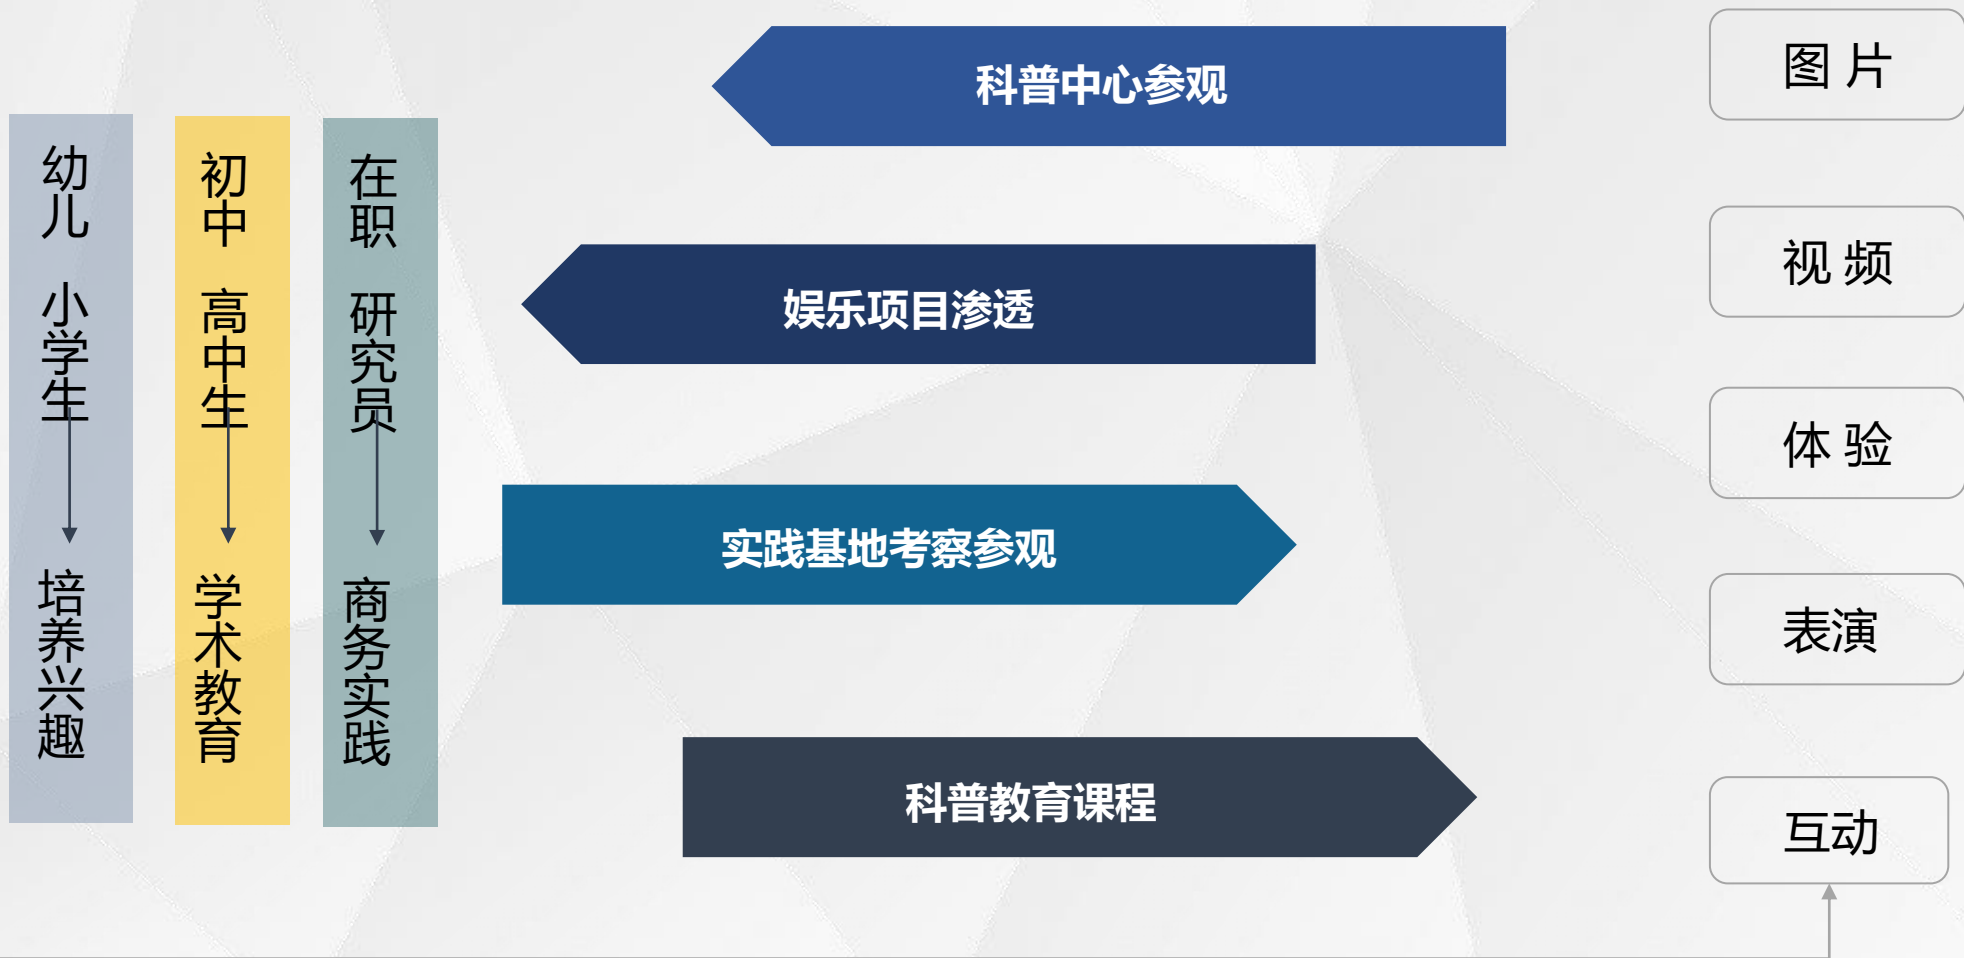 幼儿 小学生
培养兴趣
初中 高中生
学术教育
在职 研究员
商务实践
科普中心参观
娱乐项目渗透
实践基地考察参观
科普教育课程
图 片
视 频
体 验
表演
互动